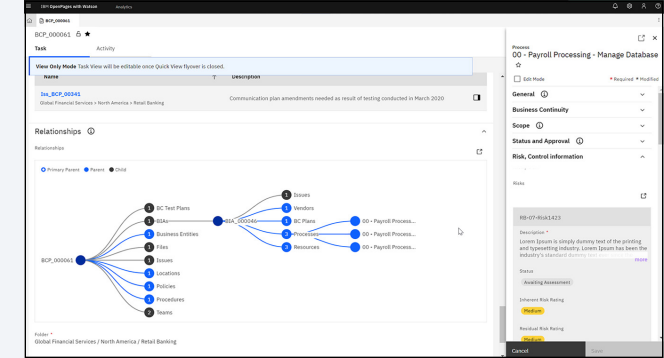 IBM OpenPages with Watson
Analytics
BCP_000061
BCP_000061
Task
Activity
View Only Mode Task View will be editable once Quick View flyover is closed.
Name
Description
Iss_BCP_00341
Global Financial Services > North America > Retail Banking
Communication plan amendments needed as result of testing conducted in March 2020
Relationships
Relationships
Primary Parent
Parent
Child
BCP_000061
1 BC Test Plans
1 BIAs
1 Business Entities
1 Files
1 Issues
1 Locations
1 Policies
1 Procedures
2 Teams
BIA_000046
1 Issues
1 Vendors
1 BC Plans
3 Processes
3 Resources
00 - Payroll Process...
00 - Payroll Process...
00 - Payroll Process...
Folder *
Global Financial Services / North America / Retail Banking
Process
00 - Payroll Processing - Manage Database
Edit Mode
* Required • Modified
General
Business Continuity
Scope
Status and Approval
Risk, Control information
Risks
RB-07-Risk1423
Description *
Lorem Ipsum is simply dummy text of the printing
and typesetting industry. Lorem Ipsum has been the
industry's standard dummy text
more
Status
Awaiting Assessment
Inherent Risk Rating
Medium
Residual Risk Rating
Medium
Cancel
Save